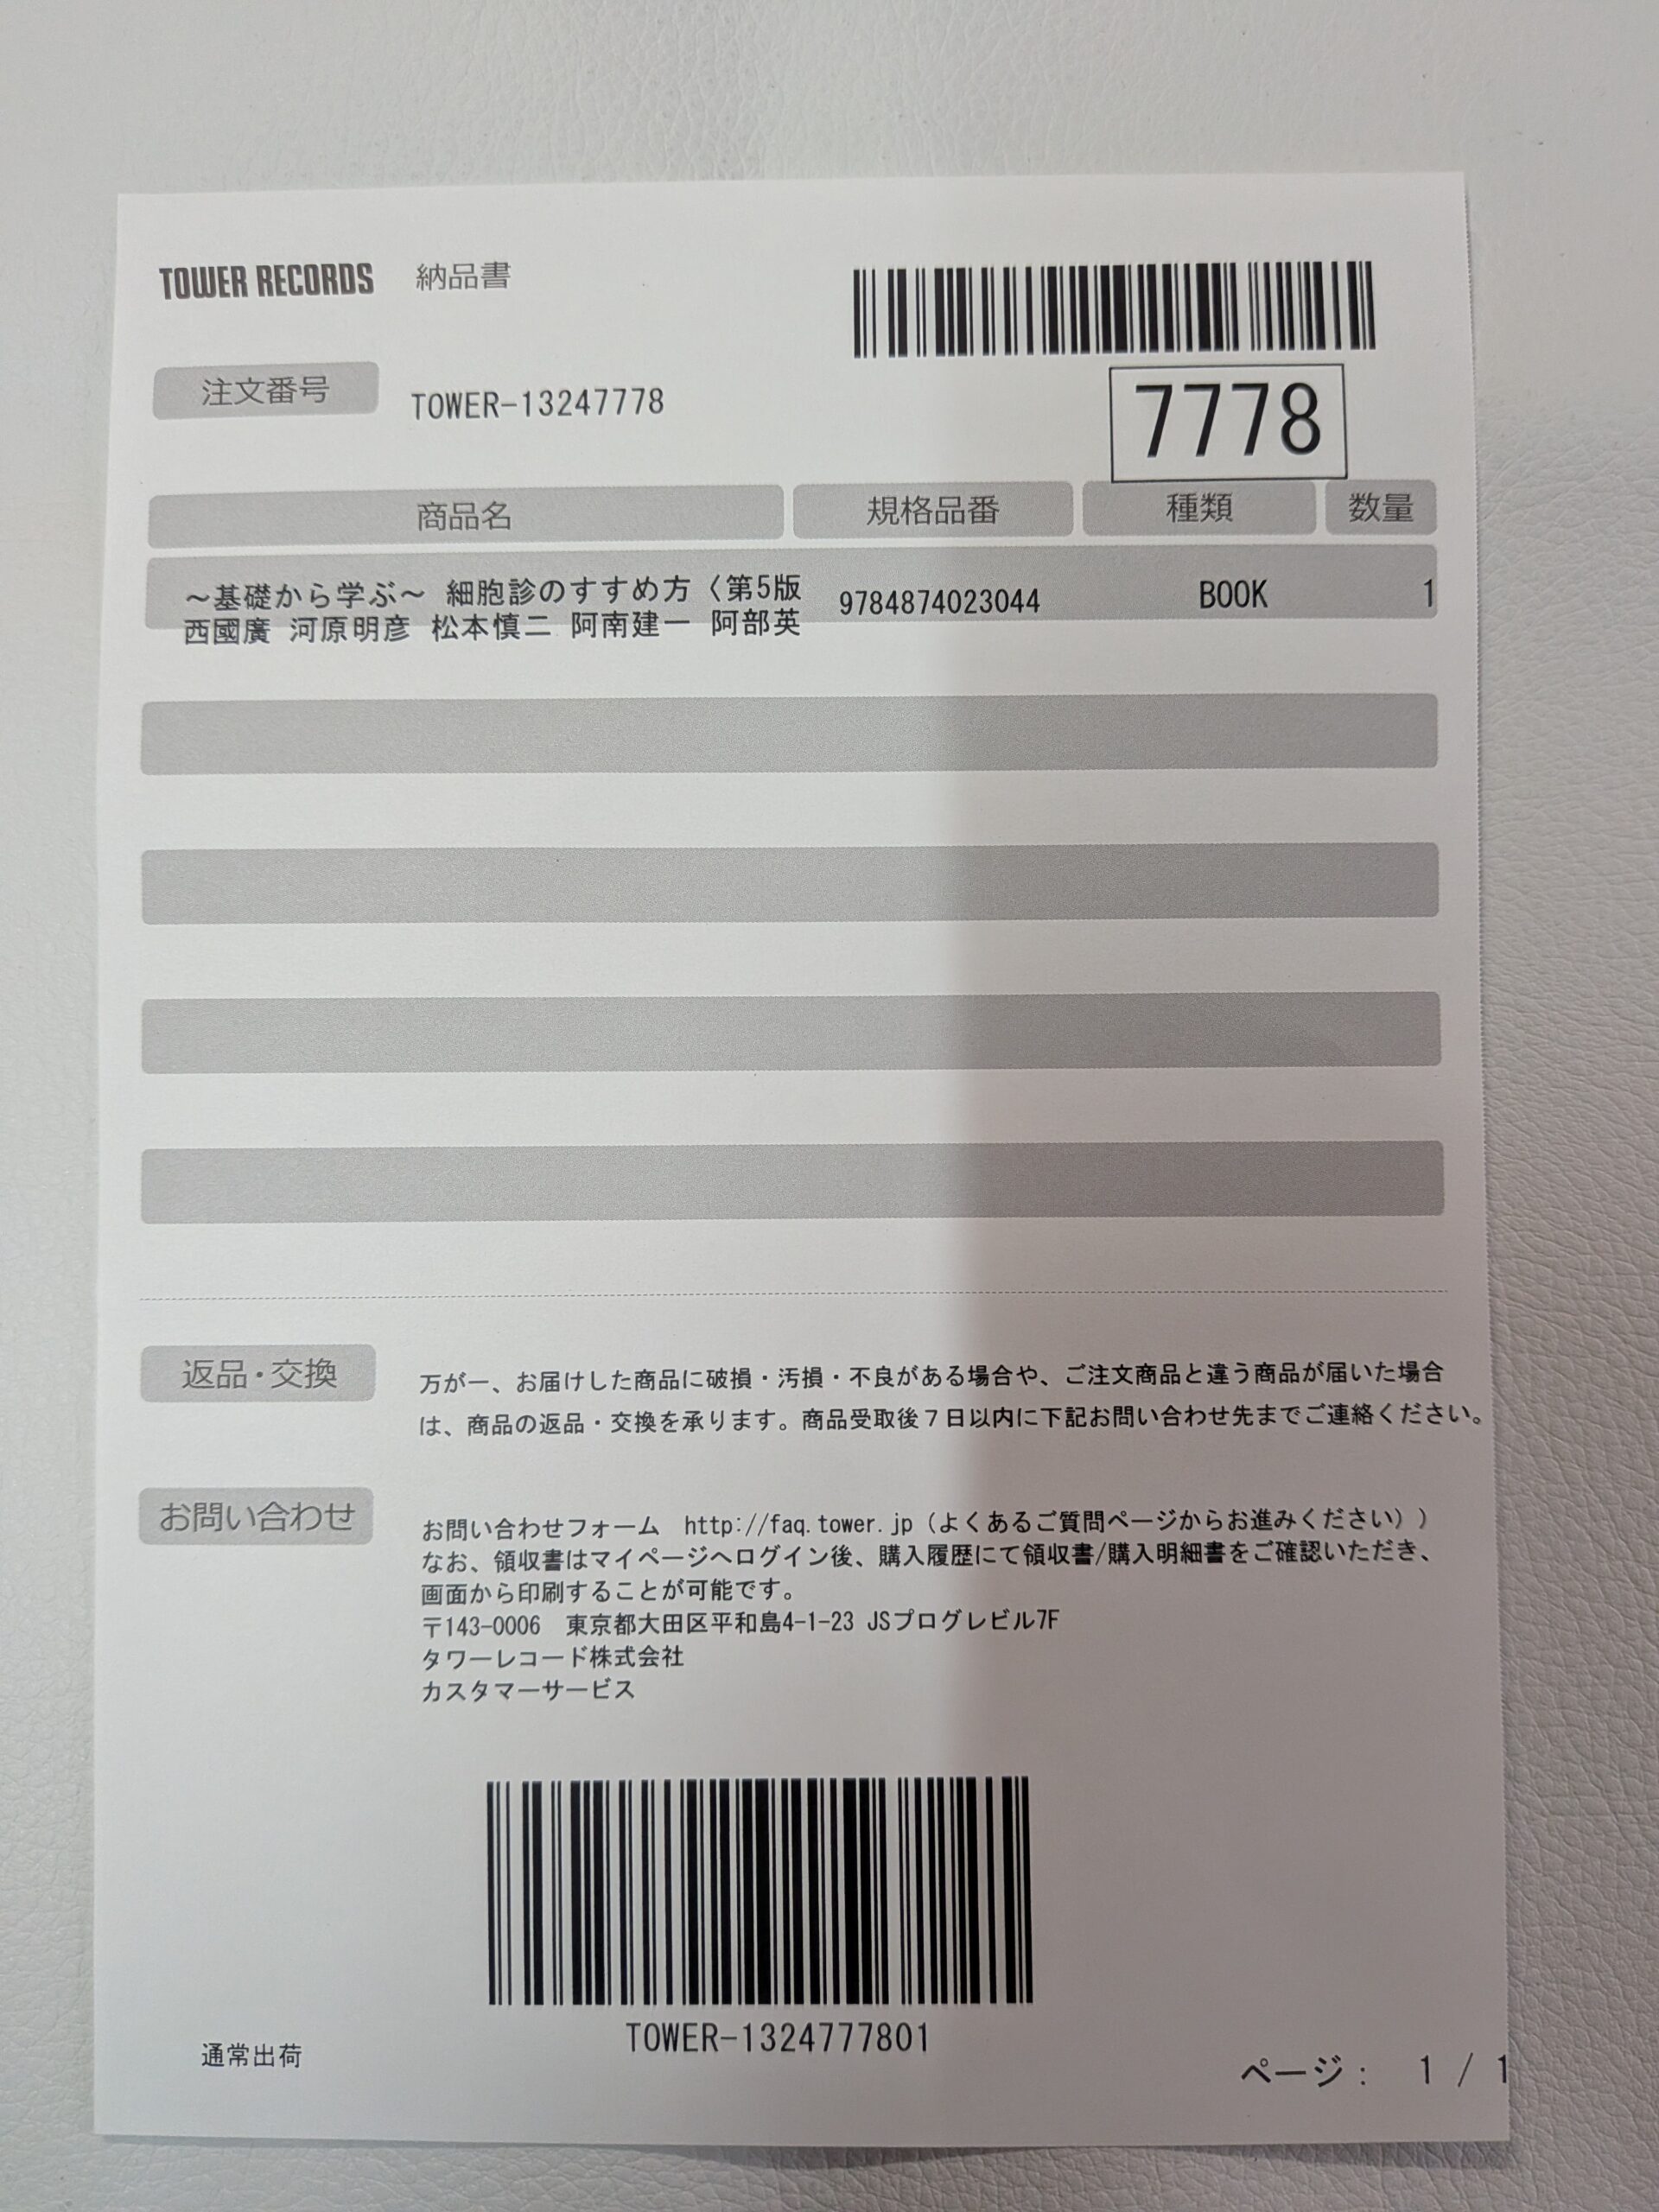 TOWER RECORDS 納品書
注文番号 TOWER-13247778
7778
商品名 規格品番 種類 数量
～基礎から学ぶ～ 細胞診のすすめ方〈第5版 9784874023044 BOOK 1
西國廣 河原明彦 松本慎二 阿南建一 阿部英
返品・交換 万が一、お届けした商品に破損・汚損・不良がある場合や、ご注文商品と違う商品が届いた場合
は、商品の返品・交換を承ります。商品受取後７日以内に下記お問い合わせ先までご連絡ください。
お問い合わせ お問い合わせフォーム http://faq.tower.jp（よくあるご質問ページからお進みください））
なお、領収書はマイページへログイン後、購入履歴にて領収書/購入明細書をご確認いただき、
画面から印刷することが可能です。
〒143-0006 東京都大田区平和島4-1-23 JSプログレビル7F
タワーレコード株式会社
カスタマーサービス
TOWER-1324777801
通常出荷
ページ： 1 / 1